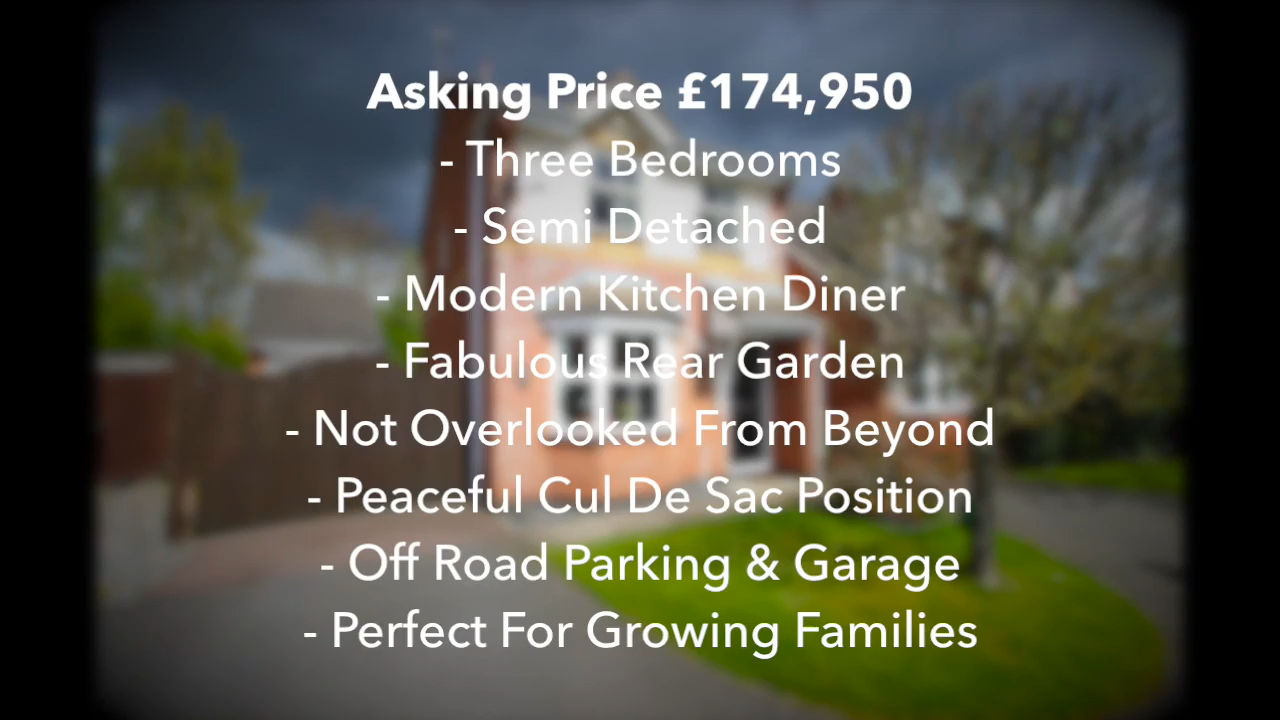 Asking Price £174,950
- Three Bedrooms
- Semi Detached
- Modern Kitchen Diner
- Fabulous Rear Garden
- Not Overlooked From Beyond
- Peaceful Cul De Sac Position
- Off Road Parking & Garage
- Perfect For Growing Families